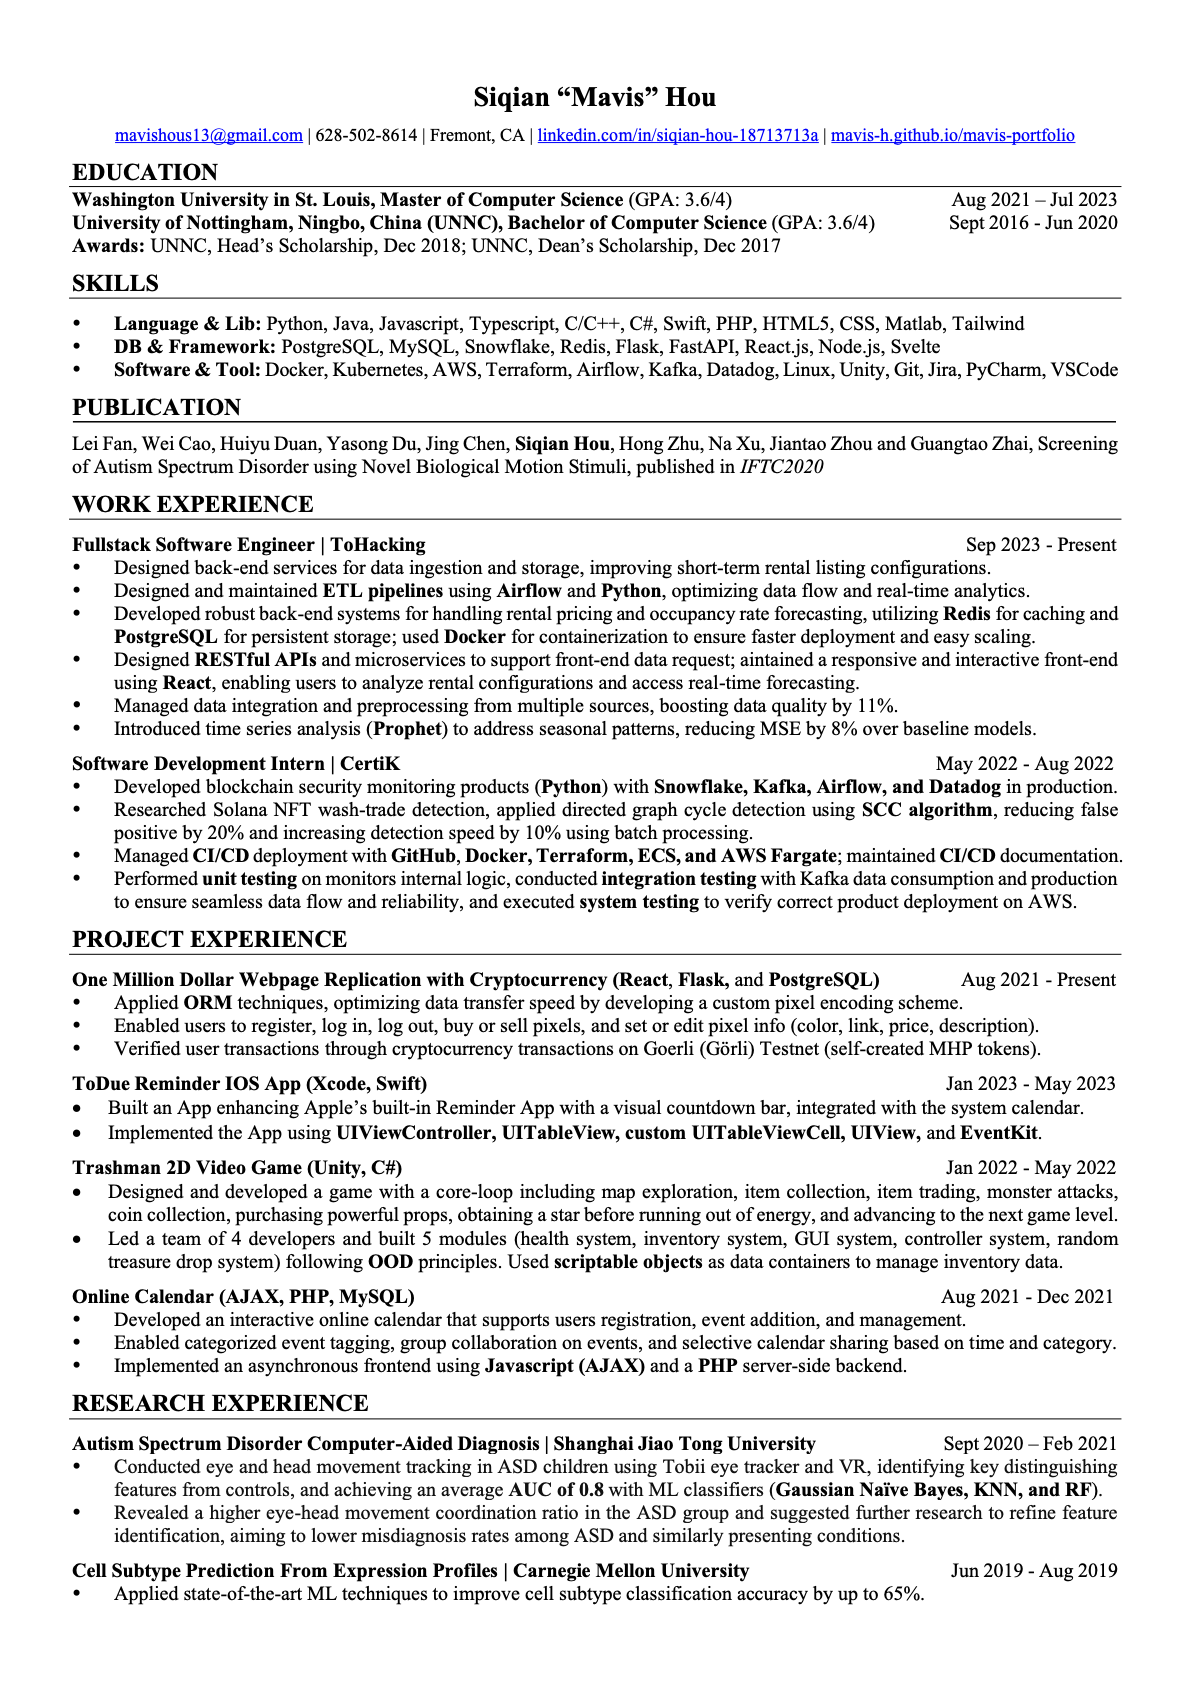 Siqian “Mavis” Hou
mavishous13@gmail.com | 628-502-8614 | Fremont, CA | linkedin.com/in/siqian-hou-18713713a | mavis-h.github.io/mavis-portfolio
EDUCATION
Washington University in St. Louis, Master of Computer Science (GPA: 3.6/4) Aug 2021 – Jul 2023
University of Nottingham, Ningbo, China (UNNC), Bachelor of Computer Science (GPA: 3.6/4) Sept 2016 - Jun 2020
Awards: UNNC, Head’s Scholarship, Dec 2018; UNNC, Dean’s Scholarship, Dec 2017
SKILLS
• Language & Lib: Python, Java, Javascript, Typescript, C/C++, C#, Swift, PHP, HTML5, CSS, Matlab, Tailwind
• DB & Framework: PostgreSQL, MySQL, Snowflake, Redis, Flask, FastAPI, React.js, Node.js, Svelte
• Software & Tool: Docker, Kubernetes, AWS, Terraform, Airflow, Kafka, Datadog, Linux, Unity, Git, Jira, PyCharm, VSCode
PUBLICATION
Lei Fan, Wei Cao, Huiyu Duan, Yasong Du, Jing Chen, Siqian Hou, Hong Zhu, Na Xu, Jiantao Zhou and Guangtao Zhai, Screening
of Autism Spectrum Disorder using Novel Biological Motion Stimuli, published in IFTC2020
WORK EXPERIENCE
Fullstack Software Engineer | ToHacking Sep 2023 - Present
• Designed back-end services for data ingestion and storage, improving short-term rental listing configurations.
• Designed and maintained ETL pipelines using Airflow and Python, optimizing data flow and real-time analytics.
• Developed robust back-end systems for handling rental pricing and occupancy rate forecasting, utilizing Redis for caching and
PostgreSQL for persistent storage; used Docker for containerization to ensure faster deployment and easy scaling.
• Designed RESTful APIs and microservices to support front-end data request; aintained a responsive and interactive front-end
using React, enabling users to analyze rental configurations and access real-time forecasting.
• Managed data integration and preprocessing from multiple sources, boosting data quality by 11%.
• Introduced time series analysis (Prophet) to address seasonal patterns, reducing MSE by 8% over baseline models.
Software Development Intern | CertiK May 2022 - Aug 2022
• Developed blockchain security monitoring products (Python) with Snowflake, Kafka, Airflow, and Datadog in production.
• Researched Solana NFT wash-trade detection, applied directed graph cycle detection using SCC algorithm, reducing false
positive by 20% and increasing detection speed by 10% using batch processing.
• Managed CI/CD deployment with GitHub, Docker, Terraform, ECS, and AWS Fargate; maintained CI/CD documentation.
• Performed unit testing on monitors internal logic, conducted integration testing with Kafka data consumption and production
to ensure seamless data flow and reliability, and executed system testing to verify correct product deployment on AWS.
PROJECT EXPERIENCE
One Million Dollar Webpage Replication with Cryptocurrency (React, Flask, and PostgreSQL) Aug 2021 - Present
• Applied ORM techniques, optimizing data transfer speed by developing a custom pixel encoding scheme.
• Enabled users to register, log in, log out, buy or sell pixels, and set or edit pixel info (color, link, price, description).
• Verified user transactions through cryptocurrency transactions on Goerli (Görli) Testnet (self-created MHP tokens).
ToDue Reminder IOS App (Xcode, Swift) Jan 2023 - May 2023
• Built an App enhancing Apple’s built-in Reminder App with a visual countdown bar, integrated with the system calendar.
• Implemented the App using UIViewController, UITableView, custom UITableViewCell, UIView, and EventKit.
Trashman 2D Video Game (Unity, C#) Jan 2022 - May 2022
• Designed and developed a game with a core-loop including map exploration, item collection, item trading, monster attacks,
coin collection, purchasing powerful props, obtaining a star before running out of energy, and advancing to the next game level.
• Led a team of 4 developers and built 5 modules (health system, inventory system, GUI system, controller system, random
treasure drop system) following OOD principles. Used scriptable objects as data containers to manage inventory data.
Online Calendar (AJAX, PHP, MySQL) Aug 2021 - Dec 2021
• Developed an interactive online calendar that supports users registration, event addition, and management.
• Enabled categorized event tagging, group collaboration on events, and selective calendar sharing based on time and category.
• Implemented an asynchronous frontend using Javascript (AJAX) and a PHP server-side backend.
RESEARCH EXPERIENCE
Autism Spectrum Disorder Computer-Aided Diagnosis | Shanghai Jiao Tong University Sept 2020 – Feb 2021
• Conducted eye and head movement tracking in ASD children using Tobii eye tracker and VR, identifying key distinguishing
features from controls, and achieving an average AUC of 0.8 with ML classifiers (Gaussian Naïve Bayes, KNN, and RF).
• Revealed a higher eye-head movement coordination ratio in the ASD group and suggested further research to refine feature
identification, aiming to lower misdiagnosis rates among ASD and similarly presenting conditions.
Cell Subtype Prediction From Expression Profiles | Carnegie Mellon University Jun 2019 - Aug 2019
• Applied state-of-the-art ML techniques to improve cell subtype classification accuracy by up to 65%.